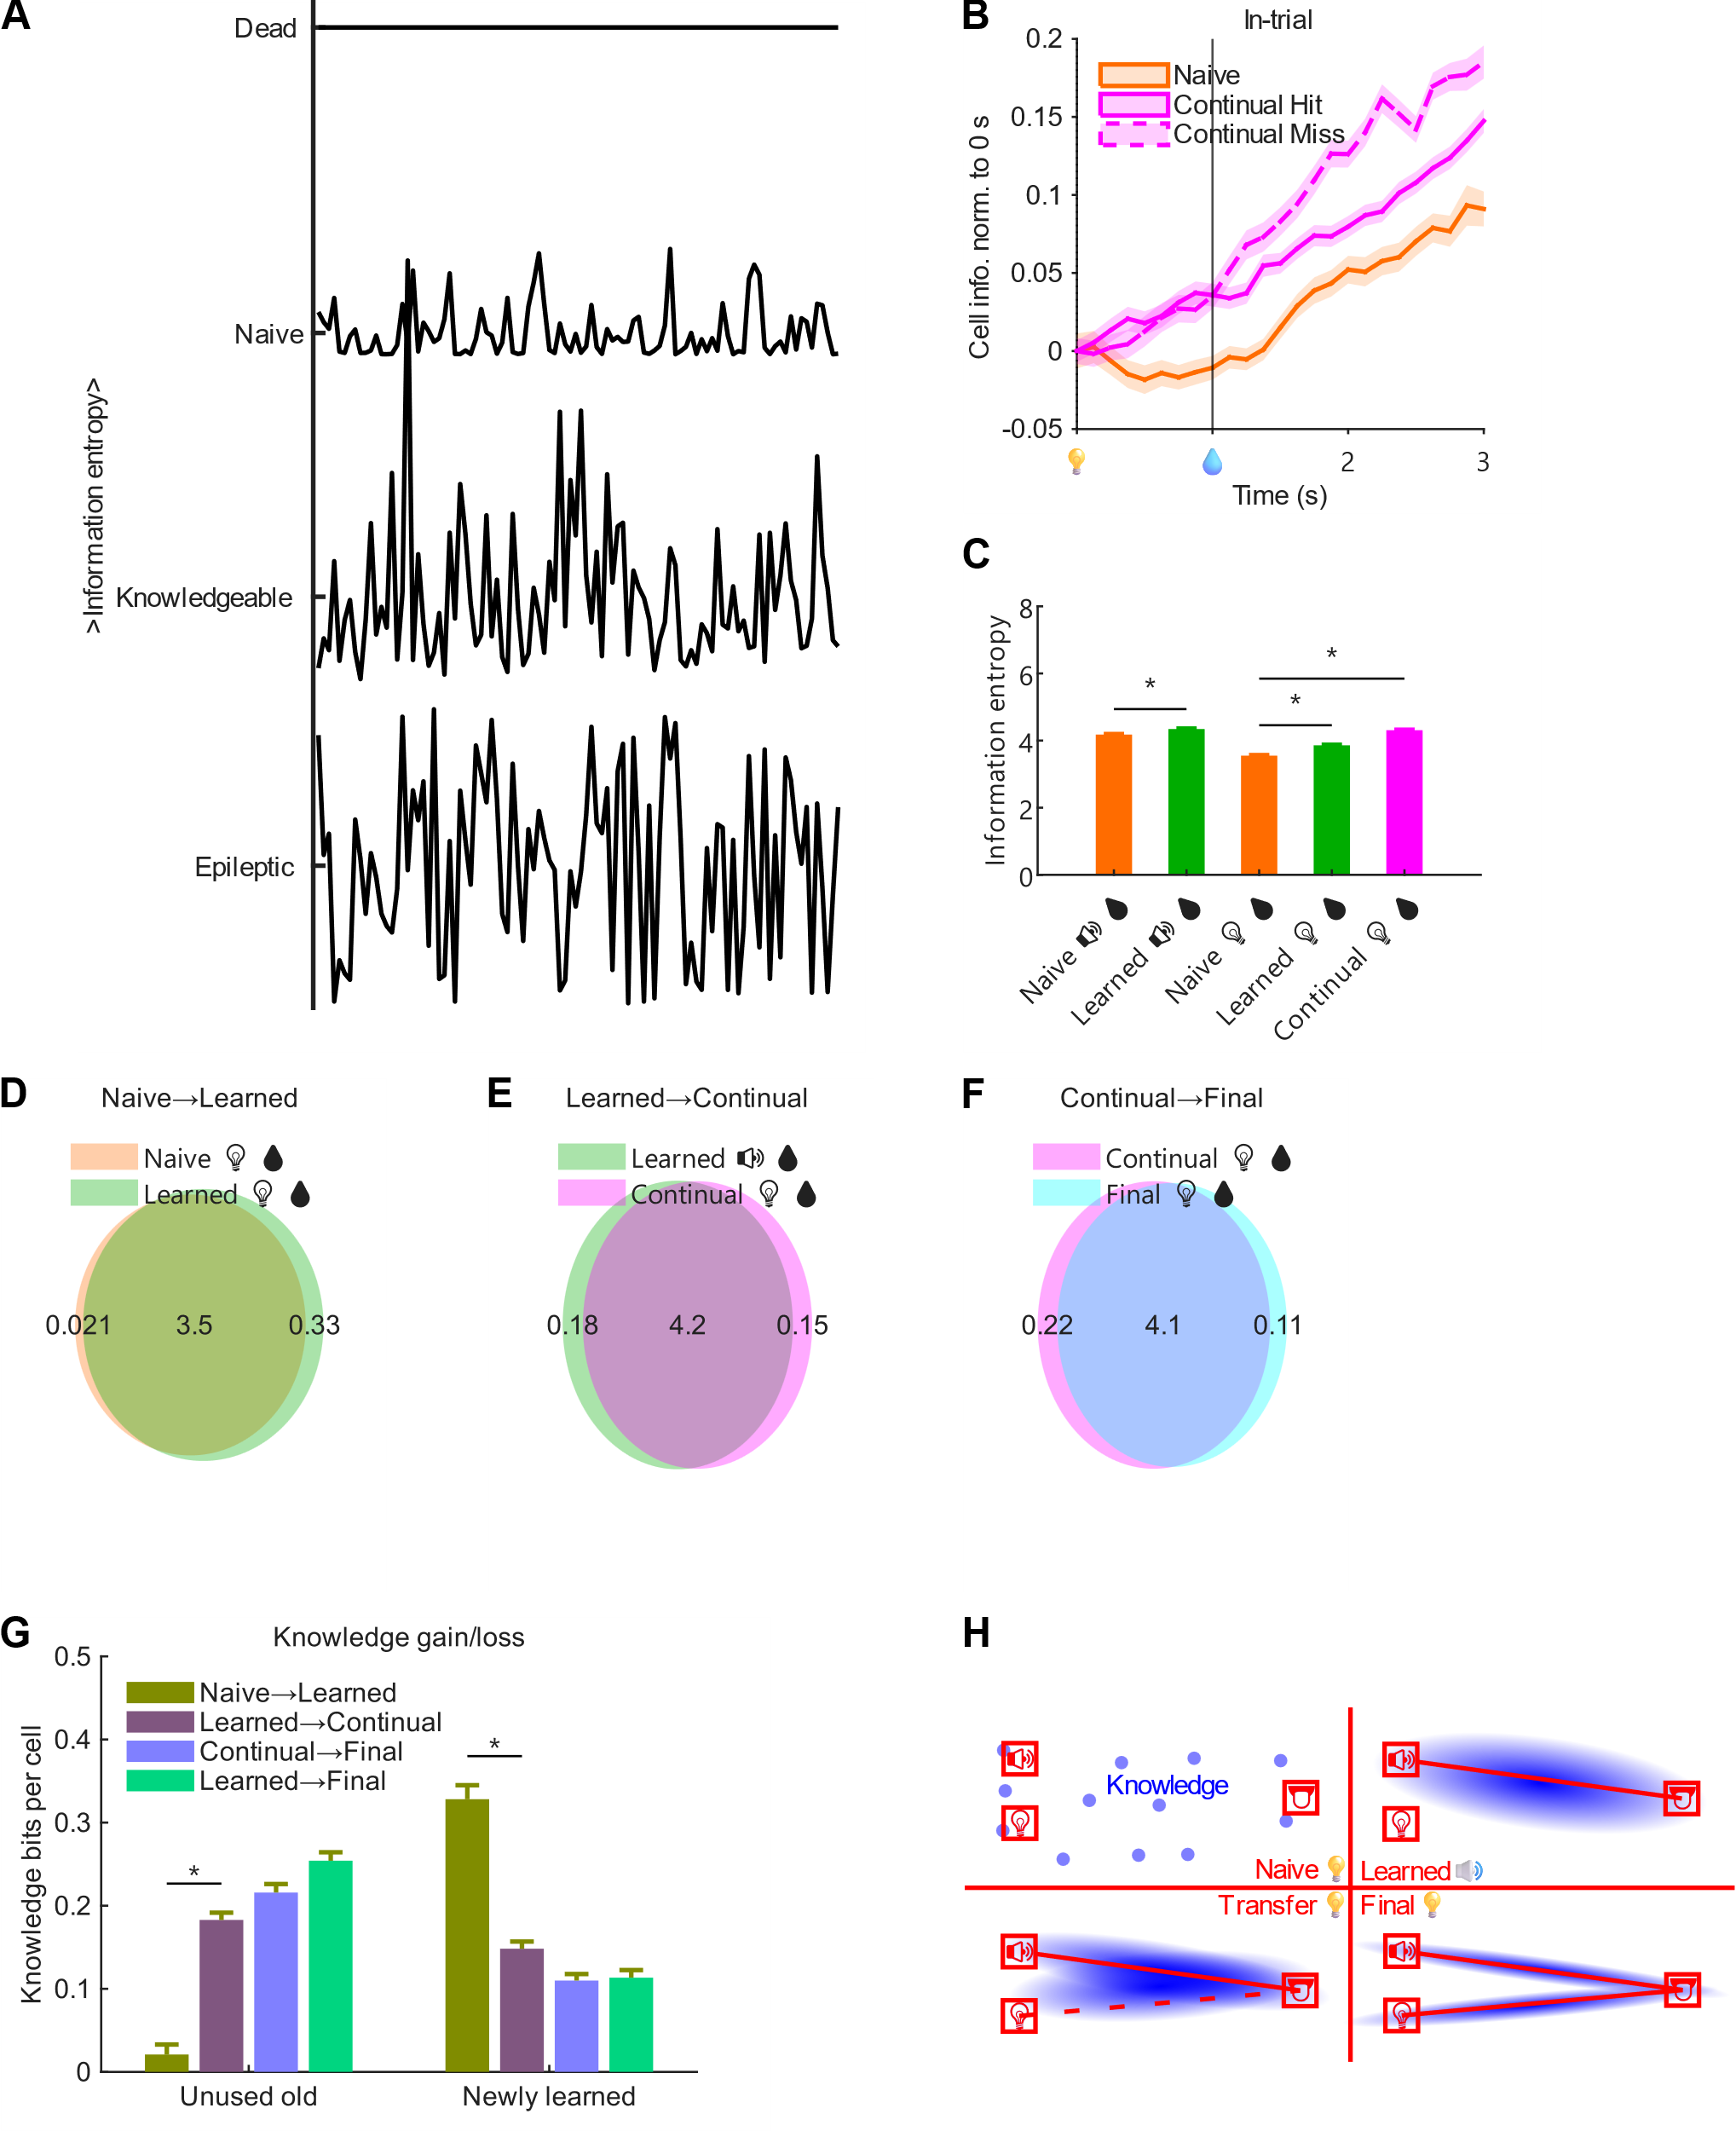 A
Dead
Naive
Knowledgeable
Epileptic
>Information entropy>
B
In-trial
Cell info. norm. to 0 s
0.2
0.15
0.1
0.05
0
-0.05
Naive
Continual Hit
Continual Miss
2
3
Time (s)
C
Information entropy
8
6
4
2
0
*
*
*
Naive
Learned
Naive
Learned
Continual
D
Naive→Learned
Naive
Learned
0.021
3.5
0.33
E
Learned→Continual
Learned
Continual
0.18
4.2
0.15
F
Continual→Final
Continual
Final
0.22
4.1
0.11
G
Knowledge gain/loss
Knowledge bits per cell
0.5
0.4
0.3
0.2
0.1
0
Naive→Learned
Learned→Continual
Continual→Final
Learned→Final
*
*
Unused old
Newly learned
H
Knowledge
Naive
Learned
Transfer
Final